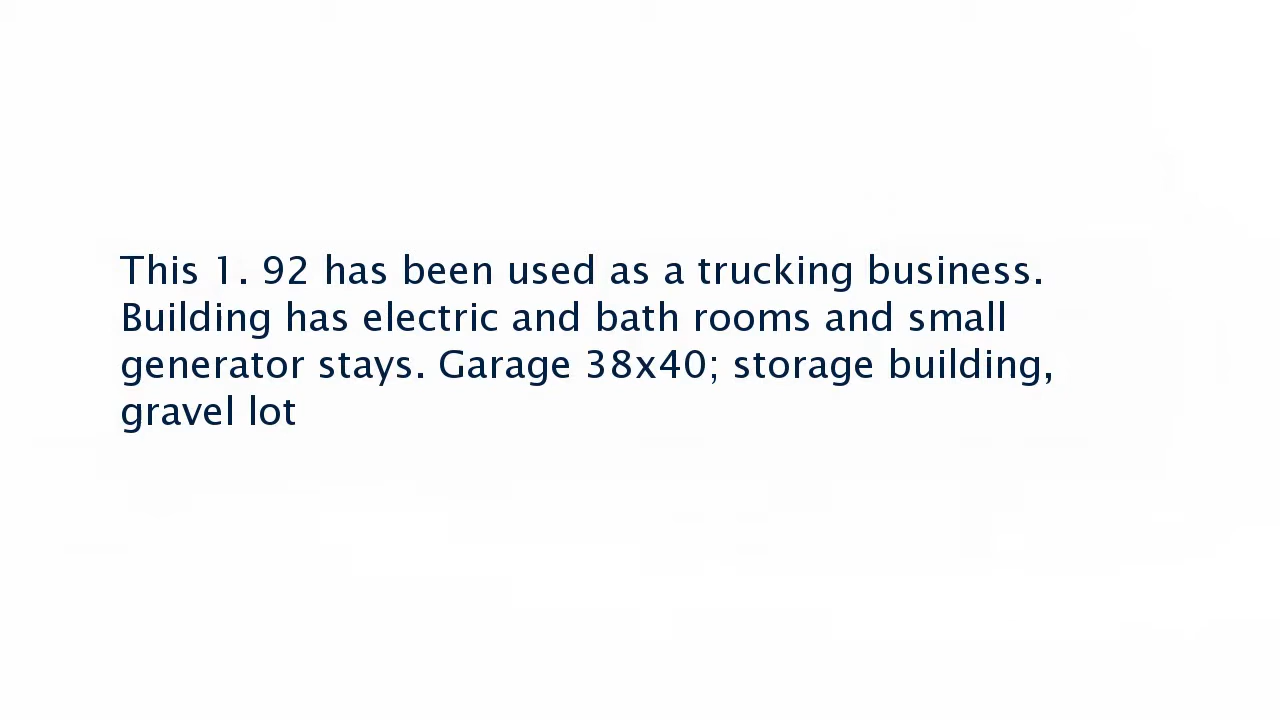 This 1. 92 has been used as a trucking business.
Building has electric and bath rooms and small
generator stays. Garage 38x40; storage building,
gravel lot